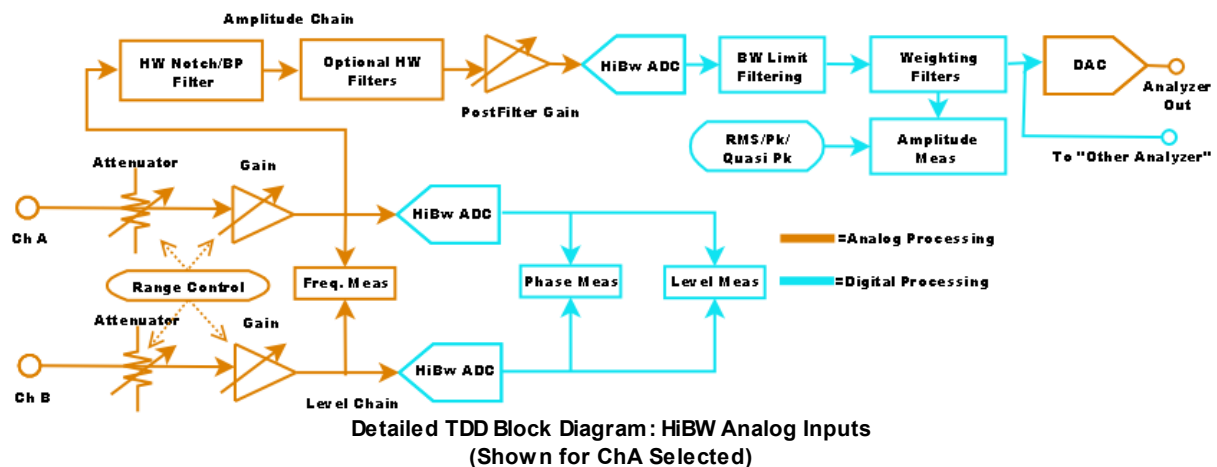 Amplitude Chain
HW Notch/BP
Filter
Optional HW
Filters
PostFilter Gain
HiBw ADC
BW Limit
Filtering
Weighting
Filters
DAC
Analyzer
Out
RMS/Pk/
Quasi Pk
Amplitude
Meas
To "Other Analyzer"
Attenuator
Gain
Ch A
HiBw ADC
=Analog Processing
Range Control
Freq. Meas
Phase Meas
Level Meas
=Digital Processing
Attenuator
Gain
Ch B
HiBw ADC
Level Chain
Detailed TDD Block Diagram: HiBW Analog Inputs
(Shown for ChA Selected)